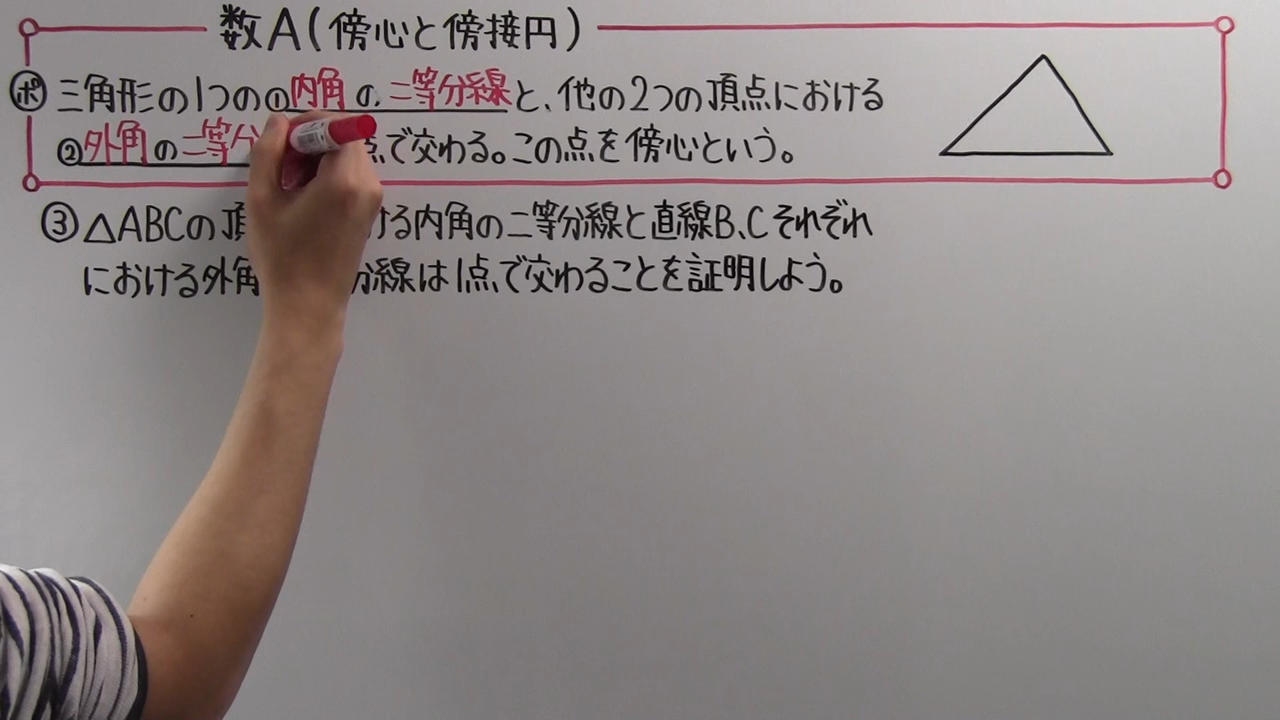 数A(傍心と傍接円)
ポ 三角形の1つの①内角の二等分線と、他の2つの頂点における
②外角の二等分 点で交わる。この点を傍心という。
③ △ABCの頂 ける内角の二等分線と直線B、Cそれぞれ
における外角 分線は1点で交わることを証明しよう。